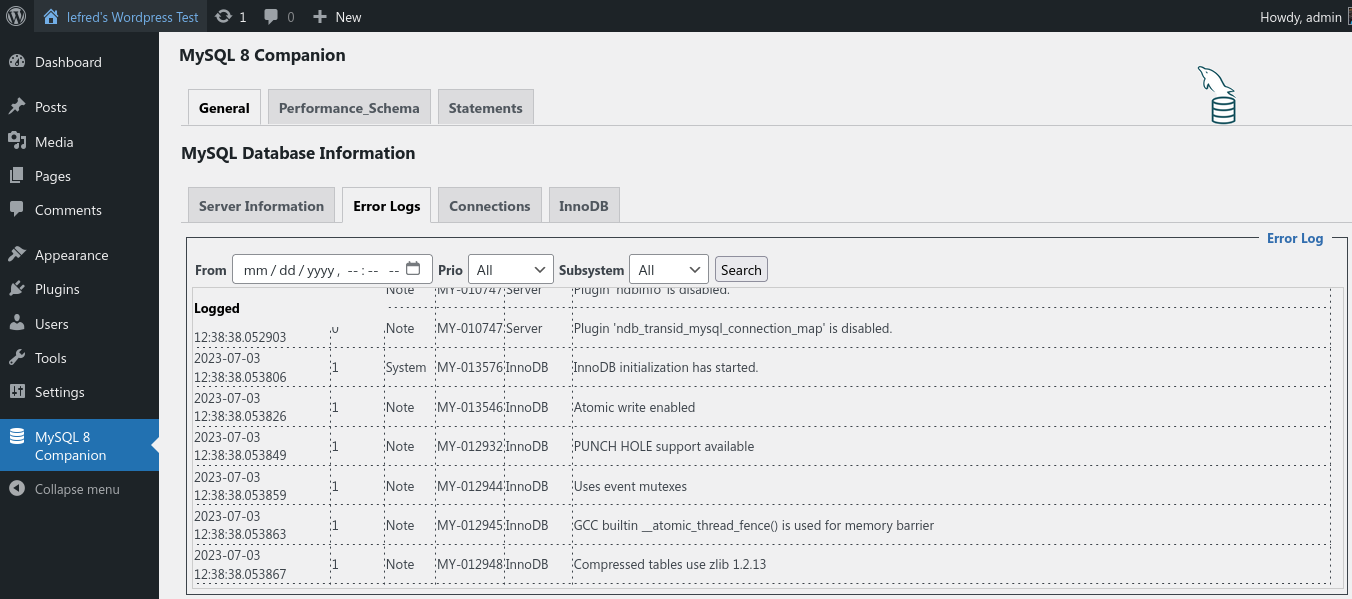 lefred's Wordpress Test 1 0 New Howdy, admin
Dashboard
Posts
Media
Pages
Comments
Appearance
Plugins
Users
Tools
Settings
MySQL 8
Companion
Collapse menu
MySQL 8 Companion
General Performance_Schema Statements
MySQL Database Information
Server Information Error Logs Connections InnoDB
Error Log
From mm/dd/yyyy, --:-- -- Prio All Subsystem All Search
Note MY-010747 Server Plugin 'ndbinfo' is disabled.
Logged
12:38:38.052903 0 Note MY-010747 Server Plugin 'ndb_transid_mysql_connection_map' is disabled.
2023-07-03
12:38:38.053806 1 System MY-013576 InnoDB InnoDB initialization has started.
2023-07-03
12:38:38.053826 1 Note MY-013546 InnoDB Atomic write enabled
2023-07-03
12:38:38.053849 1 Note MY-012932 InnoDB PUNCH HOLE support available
2023-07-03
12:38:38.053859 1 Note MY-012944 InnoDB Uses event mutexes
2023-07-03
12:38:38.053863 1 Note MY-012945 InnoDB GCC builtin __atomic_thread_fence() is used for memory barrier
2023-07-03
12:38:38.053867 1 Note MY-012948 InnoDB Compressed tables use zlib 1.2.13